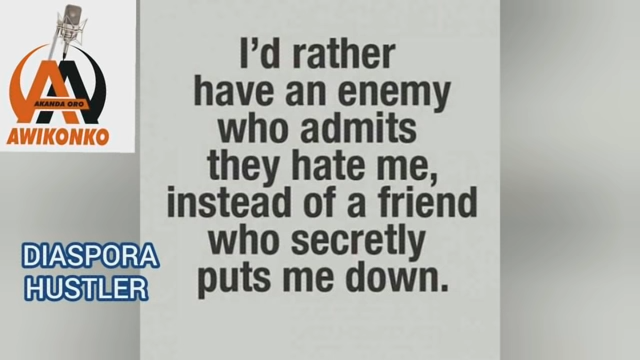 I'd rather
have an enemy
who admits
they hate me,
instead of a friend
who secretly
puts me down.
AKANDA ORO
AWIKONKO
DIASPORA
HUSTLER